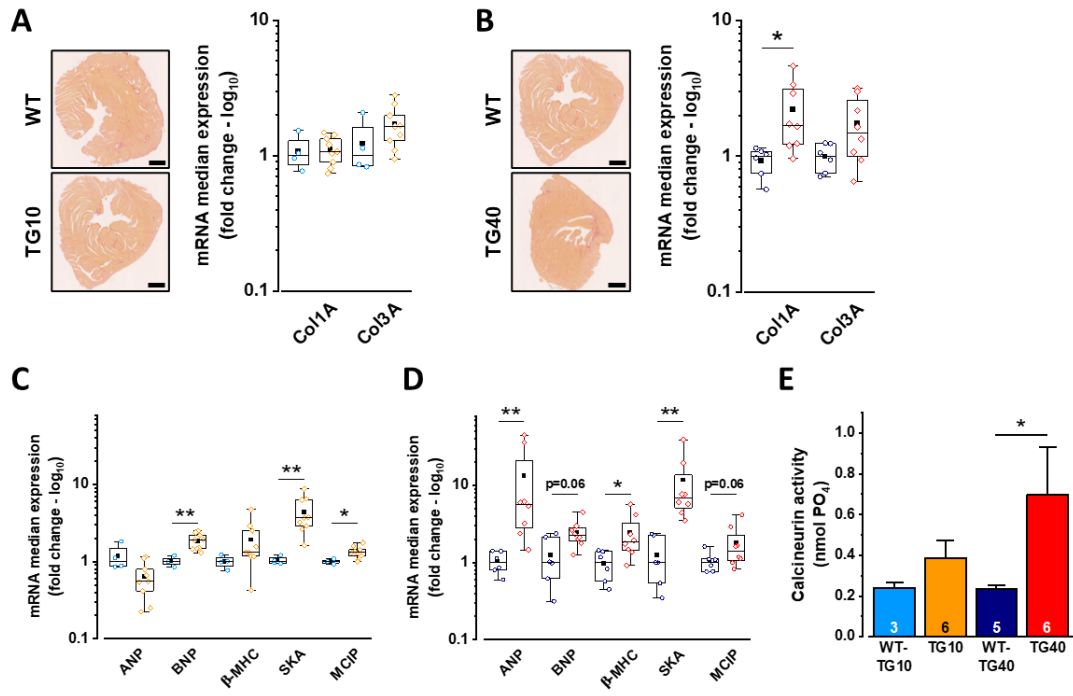 A
WT
TG10
mRNA median expression
(fold change - log₁₀)
10
1
0.1
Col1A
Col3A
B
WT
TG40
mRNA median expression
(fold change - log₁₀)
10
1
0.1
*
Col1A
Col3A
C
mRNA median expression
(fold change - log₁₀)
100
10
1
0.1
**
**
*
ANP
BNP
β-MHC
SKA
MCIP
D
mRNA median expression
(fold change - log₁₀)
100
10
1
0.1
**
p=0.06
*
**
p=0.06
ANP
BNP
β-MHC
SKA
MCIP
E
Calcineurin activity
(nmol PO₄)
1.0
0.8
0.6
0.4
0.2
0.0
*
3
6
5
6
WT-
TG10
TG10
WT-
TG40
TG40